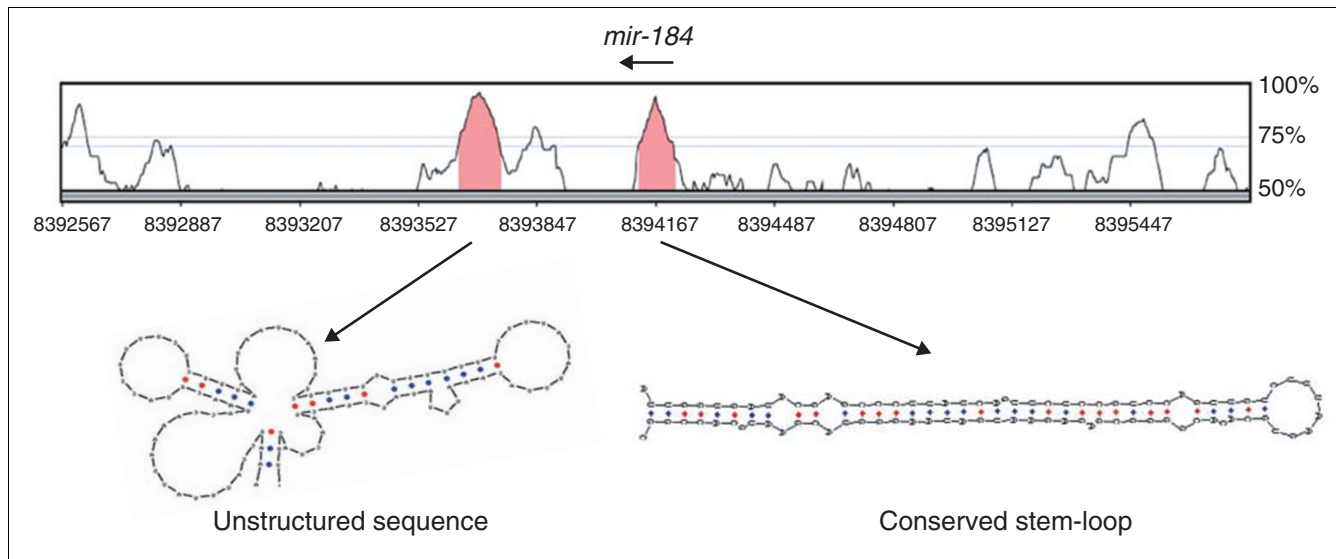 mir-184
100%
75%
50%
8392567 8392887 8393207 8393527 8393847 8394167 8394487 8394807 8395127 8395447
Unstructured sequence
Conserved stem-loop